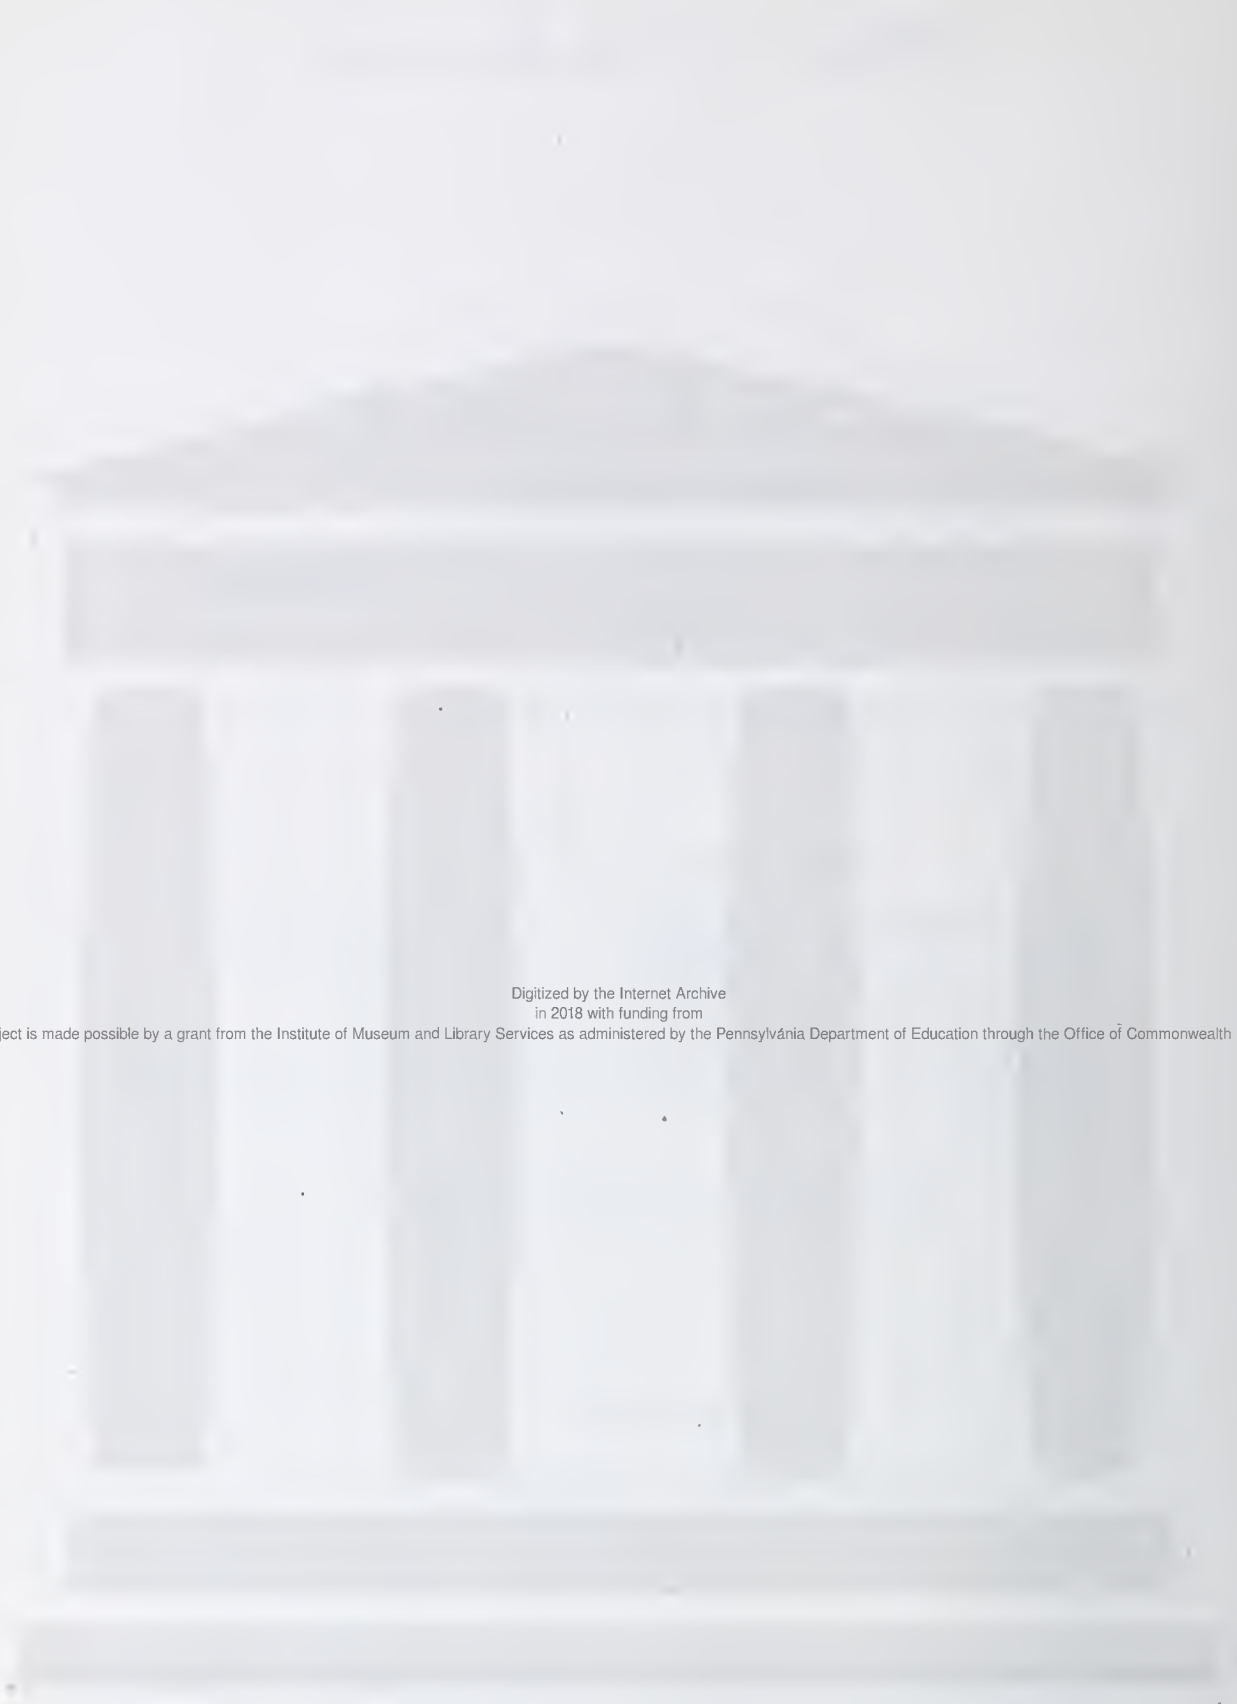 Digitized by the Internet Archive
in 2018 with funding from
ject is made possible by a grant from the Institute of Museum and Library Services as administered by the Pennsylvania Department of Education through the Office of Commonwealth